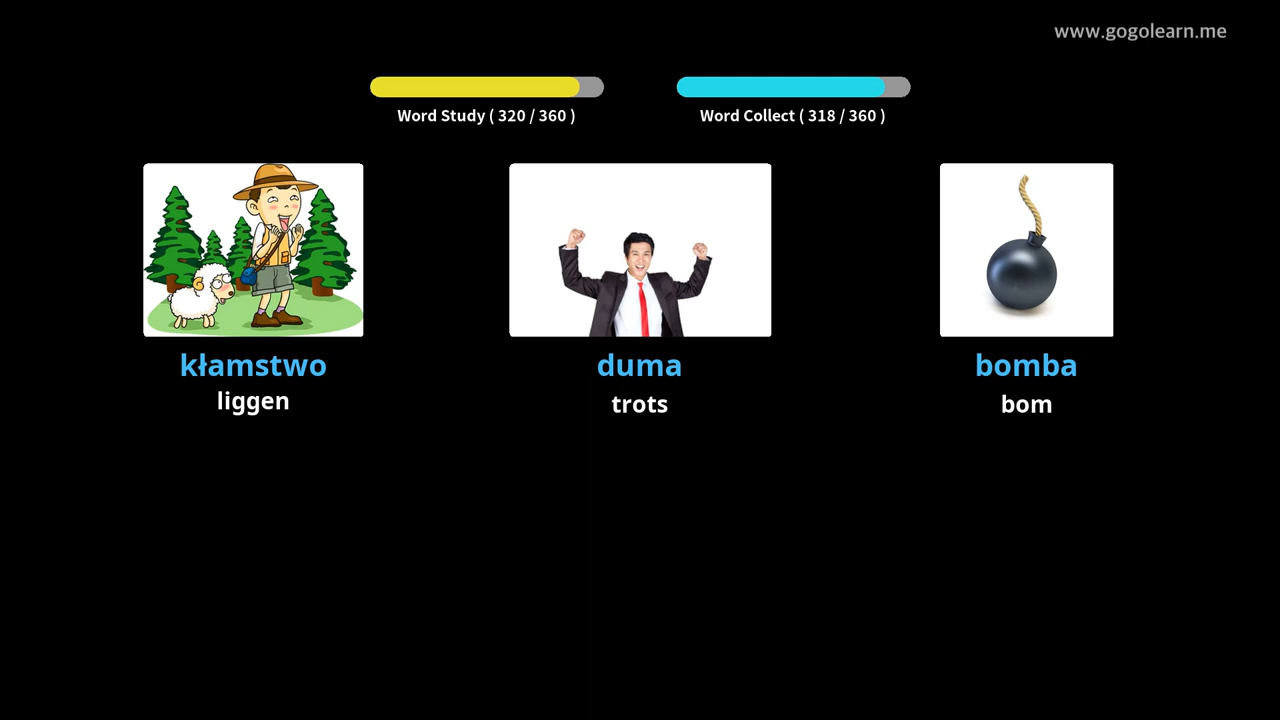 www.gogolearn.me
Word Study ( 320 / 360 )
Word Collect ( 318 / 360 )
kłamstwo
duma
bomba
liggen
trots
bom